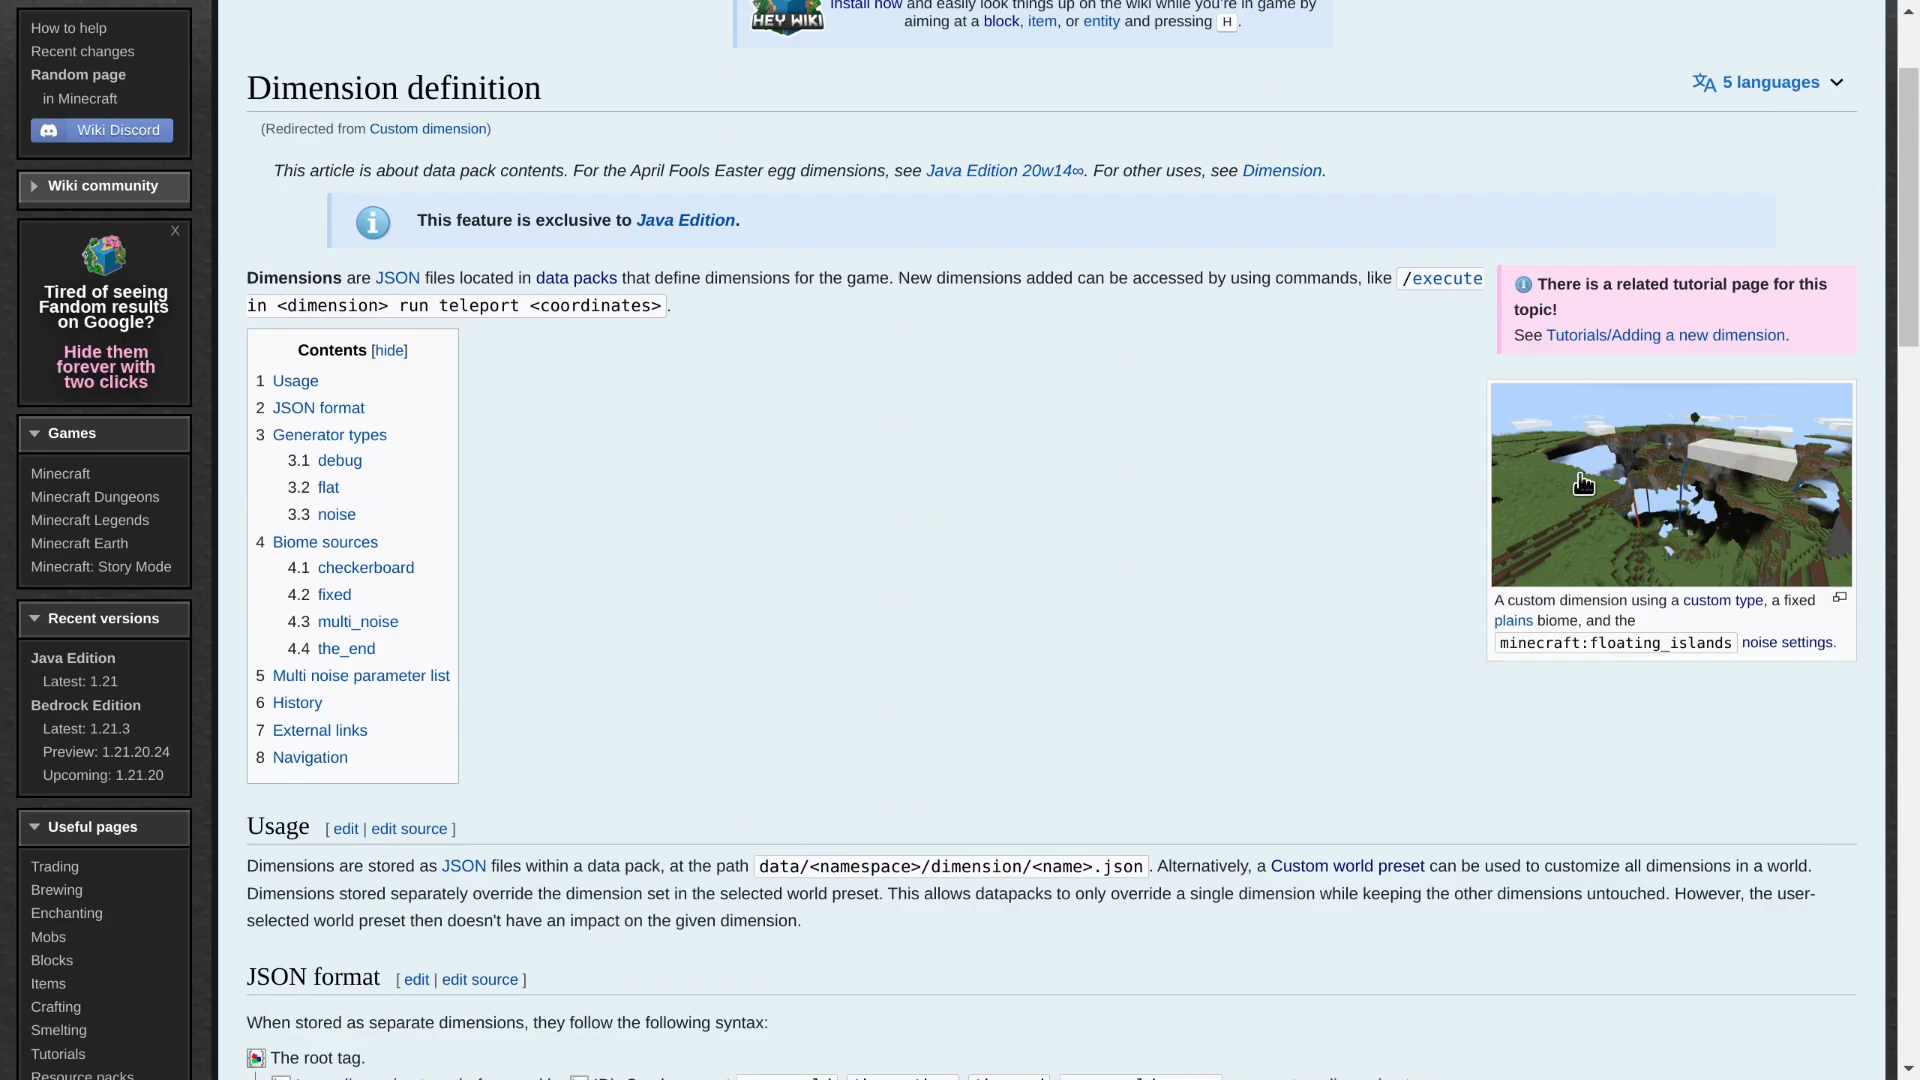 How to help
Recent changes
Random page
in Minecraft
Wiki Discord
Wiki community
X
Tired of seeing
Fandom results
on Google?
Hide them
forever with
two clicks
Games
Minecraft
Minecraft Dungeons
Minecraft Legends
Minecraft Earth
Minecraft: Story Mode
Recent versions
Java Edition
Latest: 1.21
Bedrock Edition
Latest: 1.21.3
Preview: 1.21.20.24
Upcoming: 1.21.20
Useful pages
Trading
Brewing
Enchanting
Mobs
Blocks
Items
Crafting
Smelting
Tutorials
Resource packs
HEY WIKI
Install now and easily look things up on the wiki while you're in game by
aiming at a block, item, or entity and pressing H.
Dimension definition
5 languages
(Redirected from Custom dimension)
This article is about data pack contents. For the April Fools Easter egg dimensions, see Java Edition 20w14∞. For other uses, see Dimension.
This feature is exclusive to Java Edition.
Dimensions are JSON files located in data packs that define dimensions for the game. New dimensions added can be accessed by using commands, like /execute
in <dimension> run teleport <coordinates>.
There is a related tutorial page for this
topic!
See Tutorials/Adding a new dimension.
A custom dimension using a custom type, a fixed
plains biome, and the
minecraft:floating_islands noise settings.
Contents [hide]
1 Usage
2 JSON format
3 Generator types
3.1 debug
3.2 flat
3.3 noise
4 Biome sources
4.1 checkerboard
4.2 fixed
4.3 multi_noise
4.4 the_end
5 Multi noise parameter list
6 History
7 External links
8 Navigation
Usage [ edit | edit source ]
Dimensions are stored as JSON files within a data pack, at the path data/<namespace>/dimension/<name>.json. Alternatively, a Custom world preset can be used to customize all dimensions in a world.
Dimensions stored separately override the dimension set in the selected world preset. This allows datapacks to only override a single dimension while keeping the other dimensions untouched. However, the user-
selected world preset then doesn't have an impact on the given dimension.
JSON format [ edit | edit source ]
When stored as separate dimensions, they follow the following syntax:
The root tag.